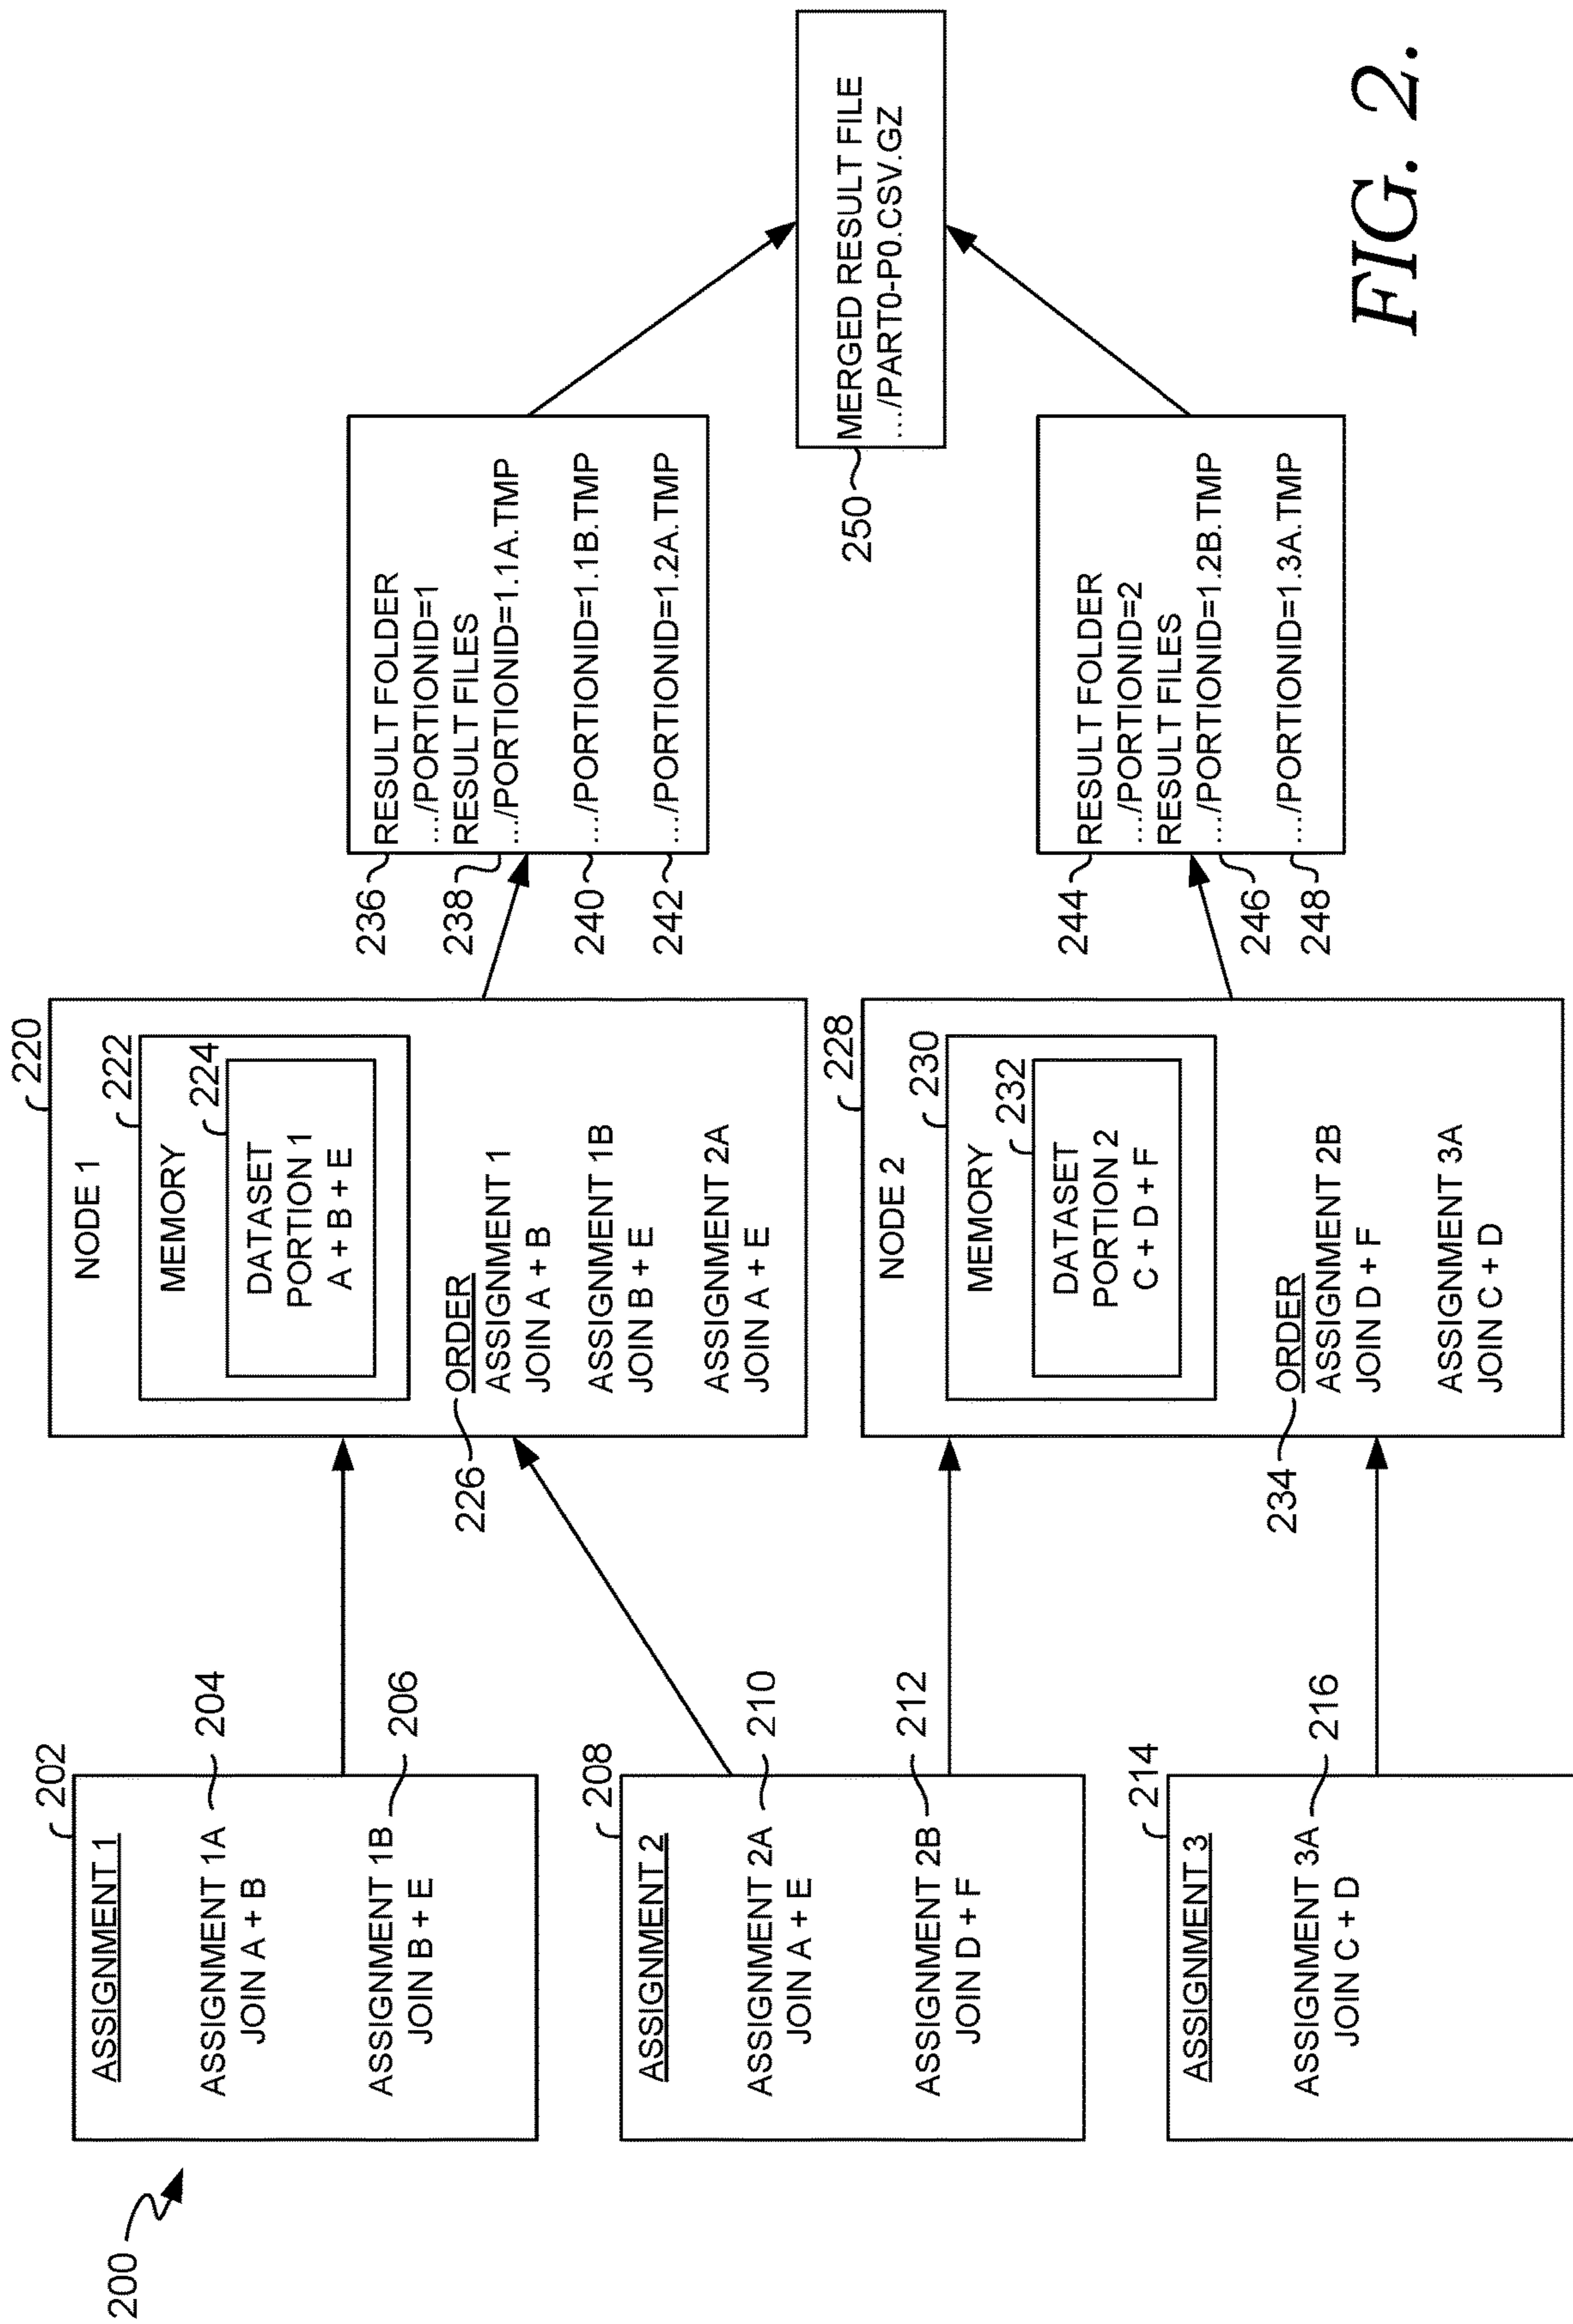 200
202
ASSIGNMENT 1
ASSIGNMENT 1A
JOIN A + B
204
ASSIGNMENT 1B
JOIN B + E
206
208
ASSIGNMENT 2
ASSIGNMENT 2A
JOIN A + E
210
ASSIGNMENT 2B
JOIN D + F
212
214
ASSIGNMENT 3
ASSIGNMENT 3A
JOIN C + D
216
220
NODE 1
222
MEMORY
224
DATASET
PORTION 1
A + B + E
226
ORDER
ASSIGNMENT 1
JOIN A + B
ASSIGNMENT 1B
JOIN B + E
ASSIGNMENT 2A
JOIN A + E
228
NODE 2
230
MEMORY
232
DATASET
PORTION 2
C + D + F
234
ORDER
ASSIGNMENT 2B
JOIN D + F
ASSIGNMENT 3A
JOIN C + D
236
RESULT FOLDER
…/PORTIONID=1
RESULT FILES
238
…/PORTIONID=1.1A.TMP
240
…/PORTIONID=1.1B.TMP
242
…/PORTIONID=1.2A.TMP
244
RESULT FOLDER
…/PORTIONID=2
RESULT FILES
246
…/PORTIONID=1.2B.TMP
248
…/PORTIONID=1.3A.TMP
250
MERGED RESULT FILE
…/PART0-P0.CSV.GZ
FIG. 2.